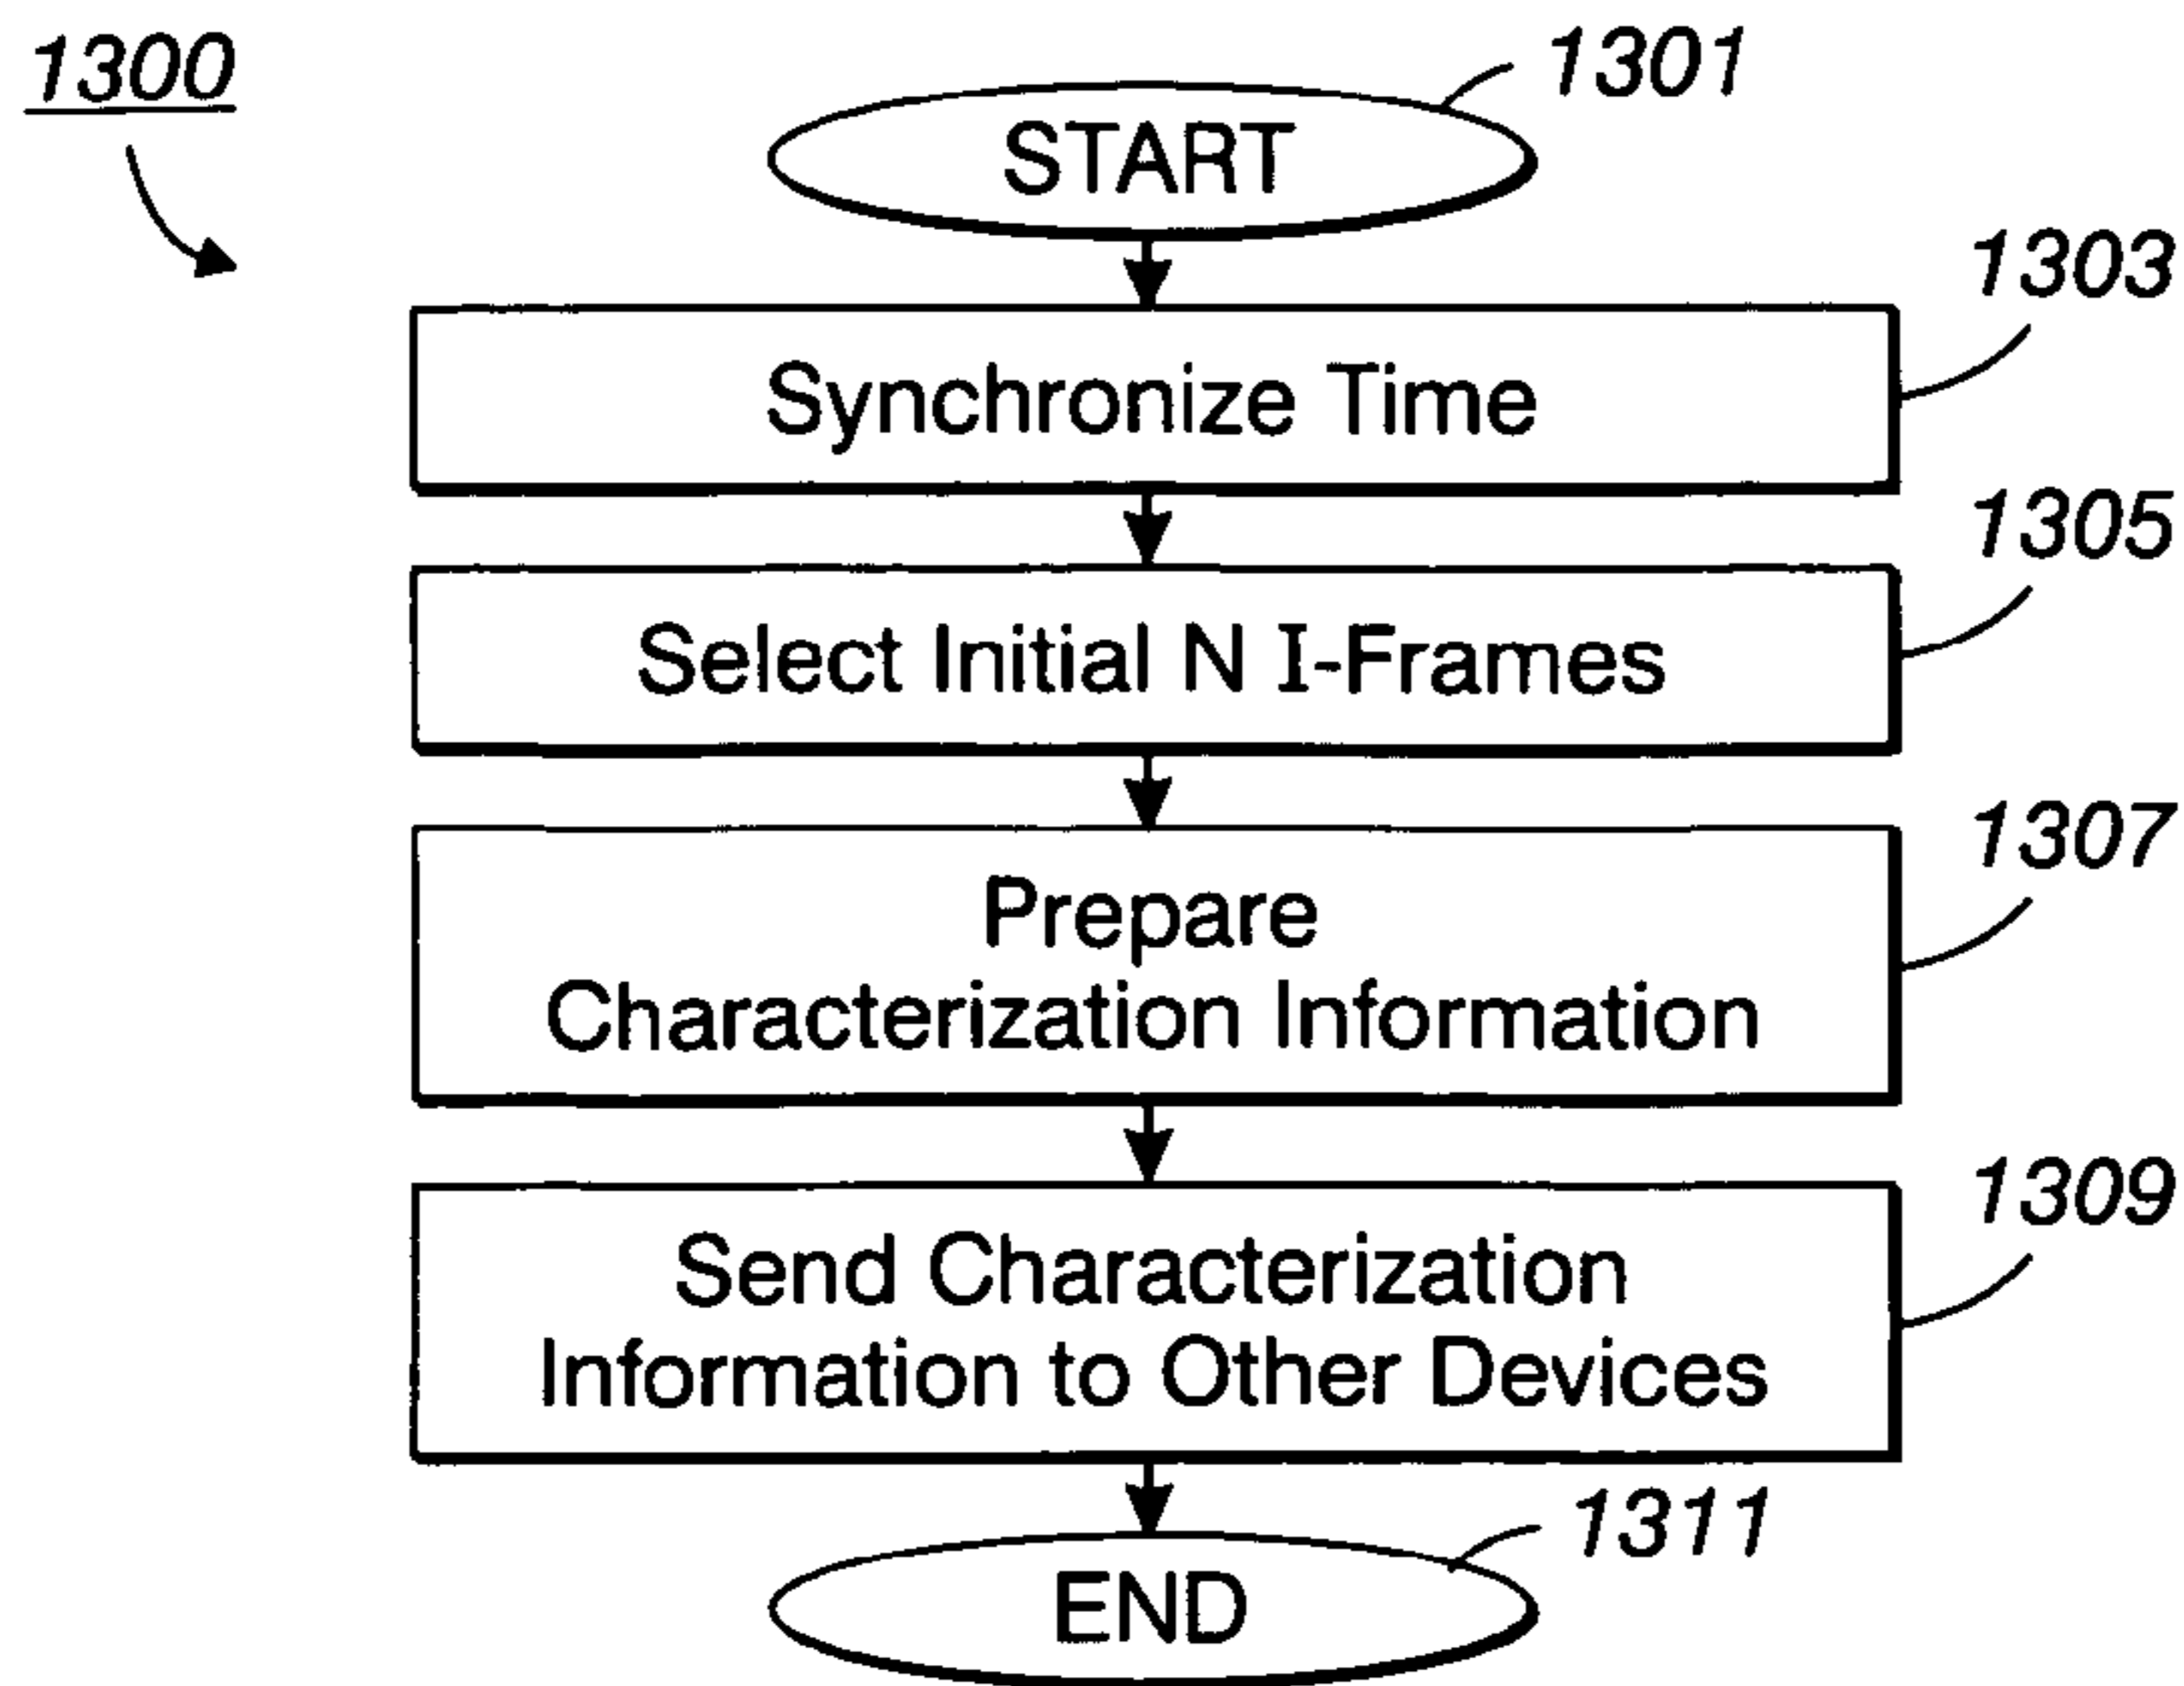 1300
1301
START
1303
Synchronize Time
1305
Select Initial N I-Frames
1307
Prepare
Characterization Information
1309
Send Characterization
Information to Other Devices
1311
END